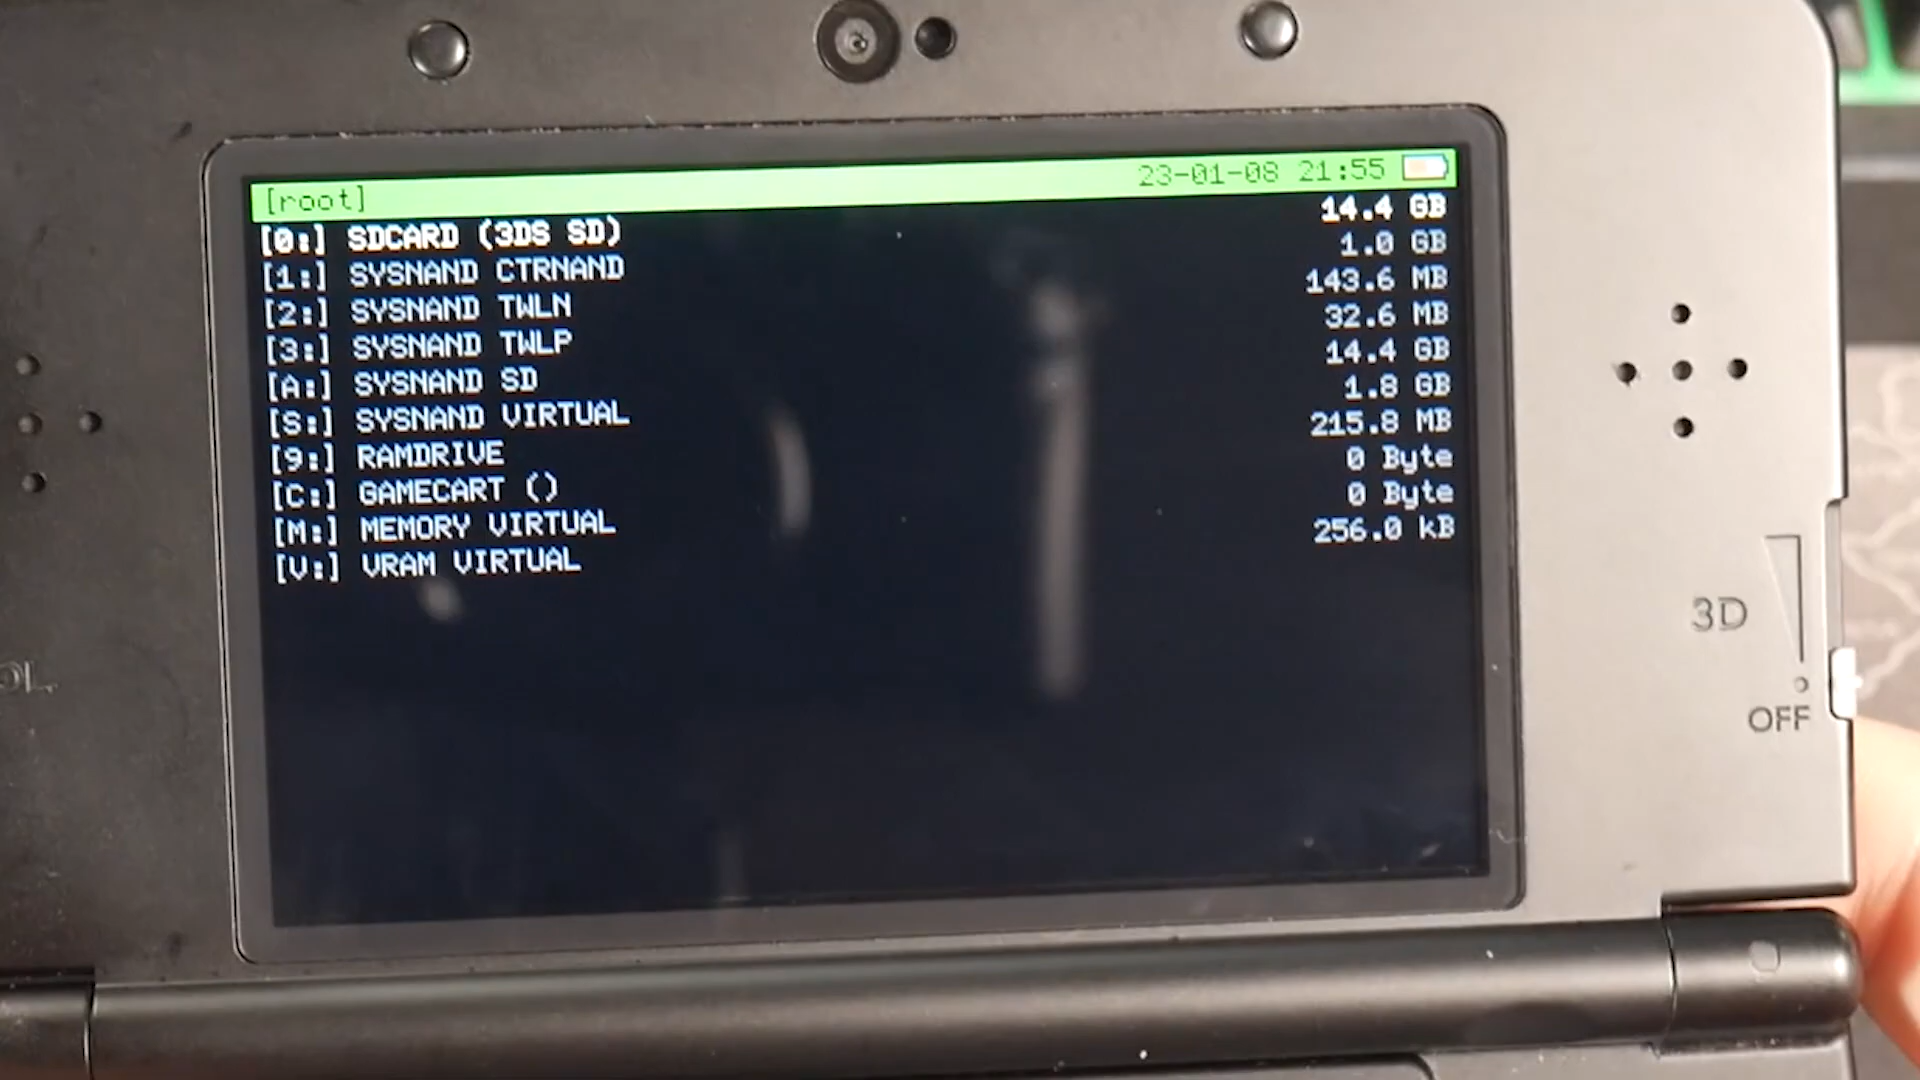 [root] 23-01-08 21:55
[0:] SDCARD (3DS SD) 14.4 GB
[1:] SYSNAND CTRNAND 1.0 GB
[2:] SYSNAND TWLN 143.6 MB
[3:] SYSNAND TWLP 32.6 MB
[A:] SYSNAND SD 14.4 GB
[S:] SYSNAND VIRTUAL 1.8 GB
[9:] RAMDRIVE 215.8 MB
[C:] GAMECART () 0 Byte
[M:] MEMORY VIRTUAL 0 Byte
[V:] VRAM VIRTUAL 256.0 kB
3D
OFF